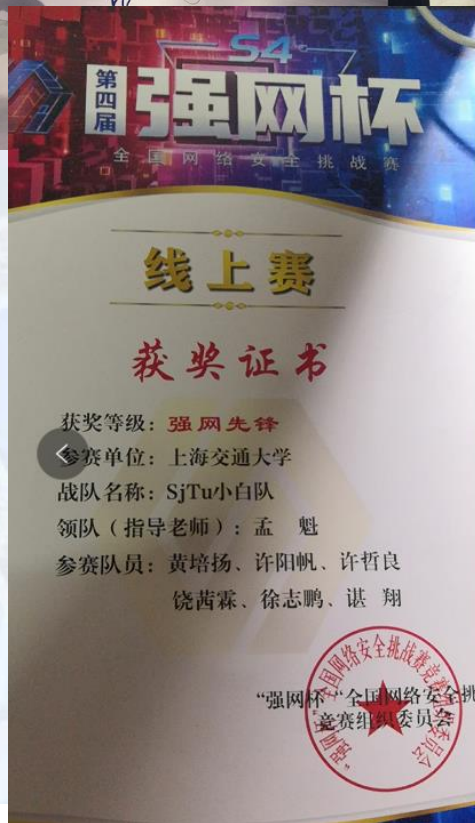 S4
第四届
强网杯
全国网络安全挑战赛
线上赛
获奖证书
获奖等级：强网先锋
参赛单位：上海交通大学
战队名称：SjTu小白队
领队（指导老师）：孟 魁
参赛队员：黄培扬、许阳帆、许哲良
饶茜霖、徐志鹏、谌 翔
“强网杯“全国网络安全挑
竞赛组织委员会